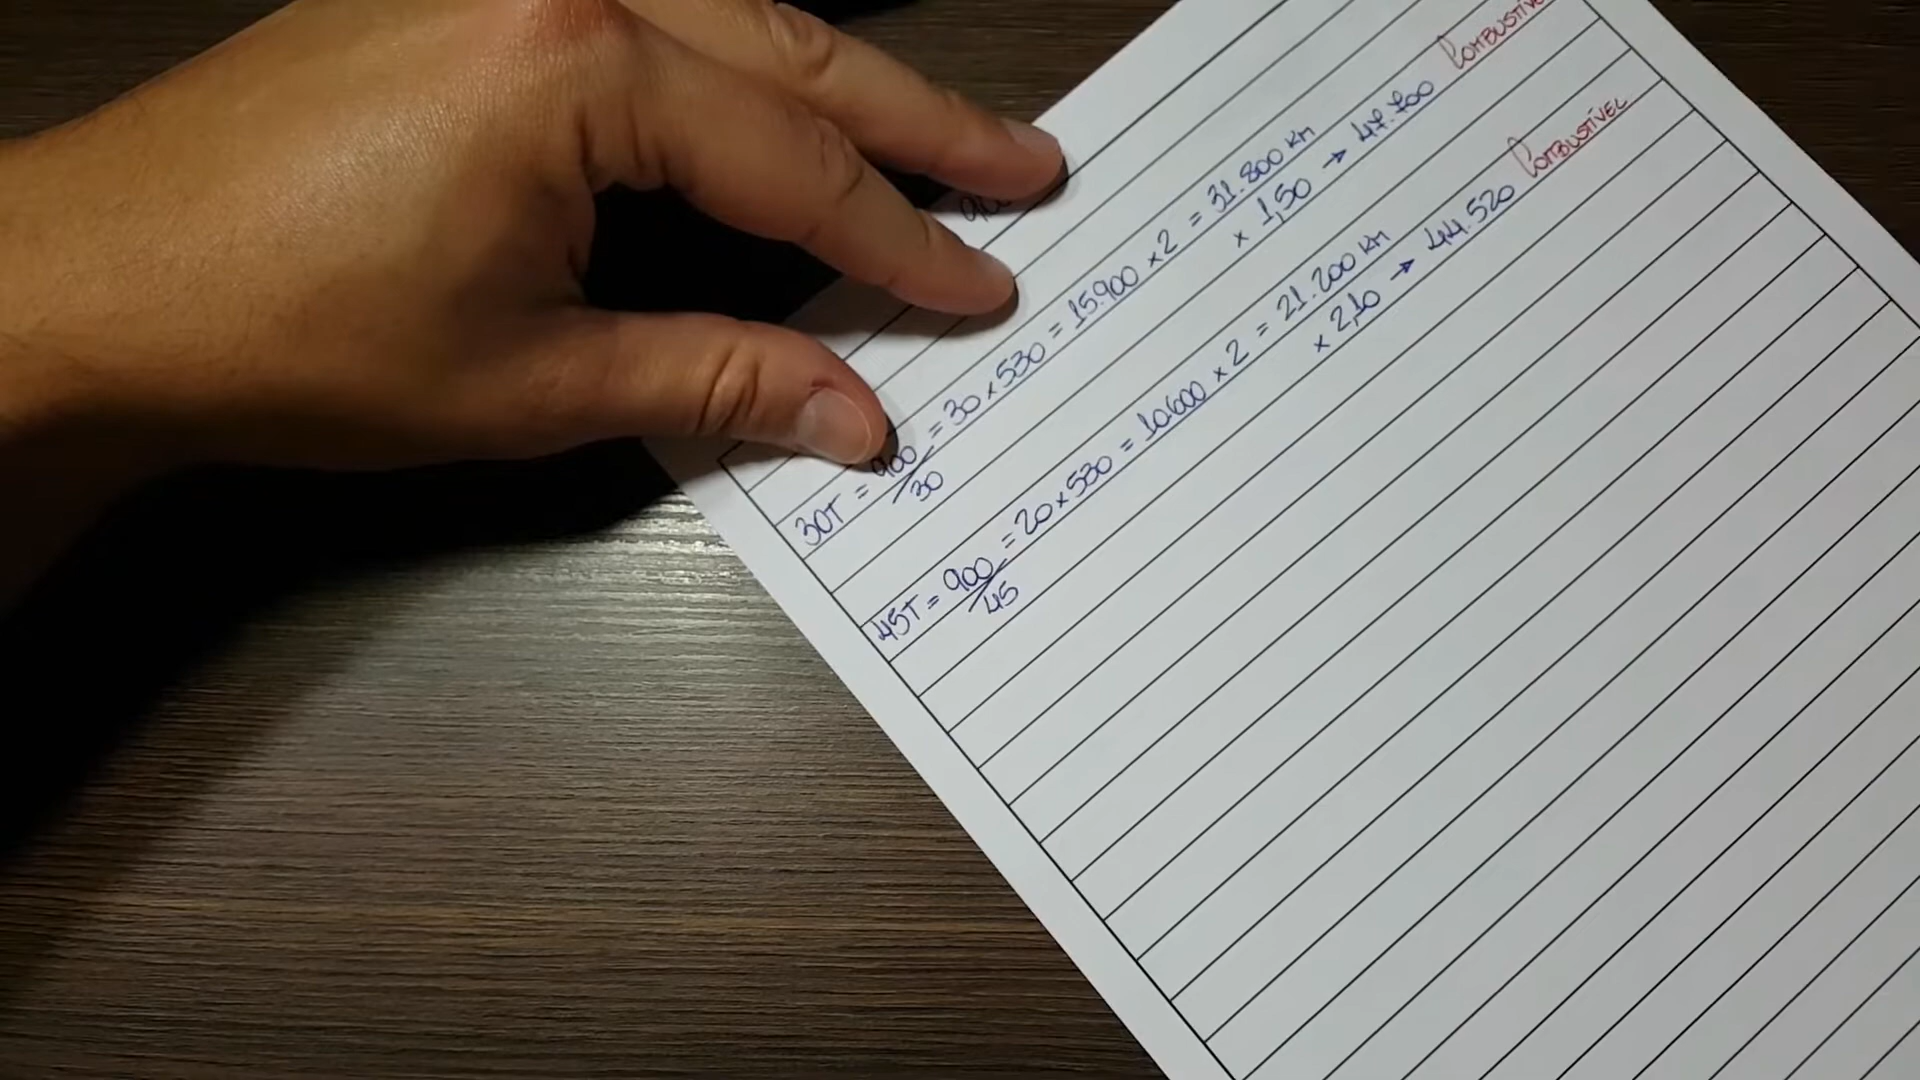 30T = 900/30 = 30 x 530 = 15.900 x 2 = 31.800 Km
x 1,50 → 47.700 Combustível
45T = 900/45 = 20 x 530 = 10.600 x 2 = 21.200 Km
x 2,10 → 44.520 Combustível